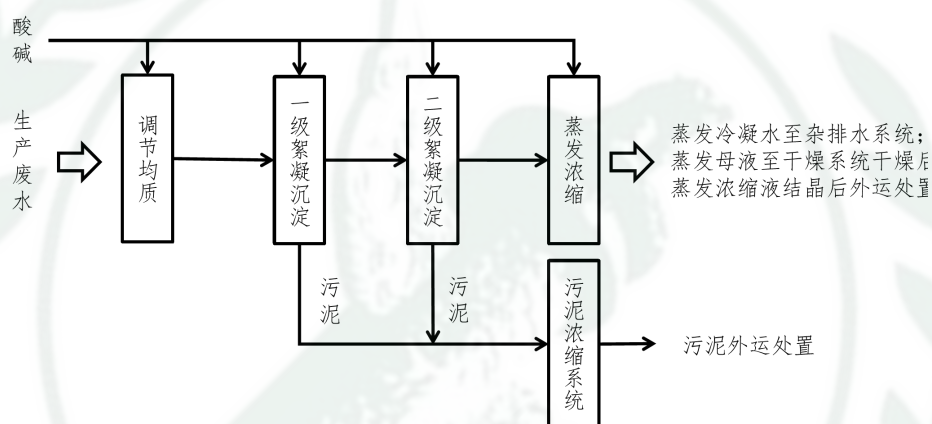 酸碱
生产废水
调节均质
一级絮凝沉淀
二级絮凝沉淀
蒸发浓缩
蒸发冷凝水至杂排水系统；
蒸发母液至干燥系统干燥后
蒸发浓缩液结晶后外运处置
污泥
污泥
污泥浓缩系统
污泥外运处置